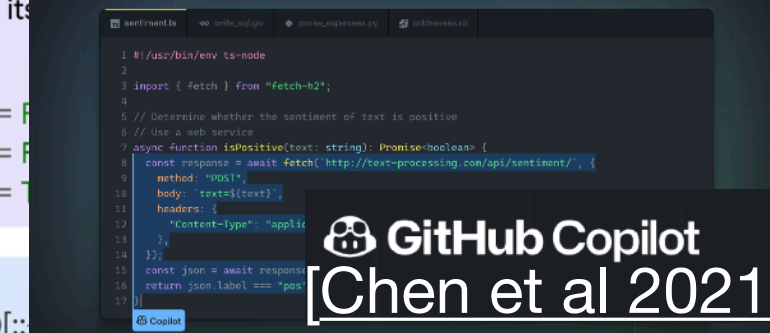 its
sentiment.ts write_sql.go parse_expenses.py addresses.rb
1 #!/usr/bin/env ts-node
2
3 import { fetch } from "fetch-h2";
4
5 // Determine whether the sentiment of text is positive
6 // Use a web service
7 async function isPositive(text: string): Promise<boolean> {
8 const response = await fetch(`http://text-processing.com/api/sentiment/`, {
9 method: "POST",
10 body: `text=${text}`,
11 headers: {
12 "Content-Type": "applic
13 },
14 });
15 const json = await response
16 return json.label === "pos"
17 }
Copilot
GitHub Copilot
[Chen et al 2021
= F
= F
= T
)[::